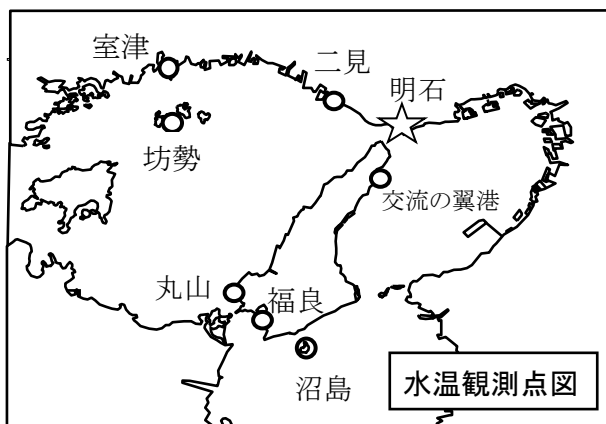 室津
二見
明石
坊勢
交流の翼港
丸山
福良
沼島
水温観測点図